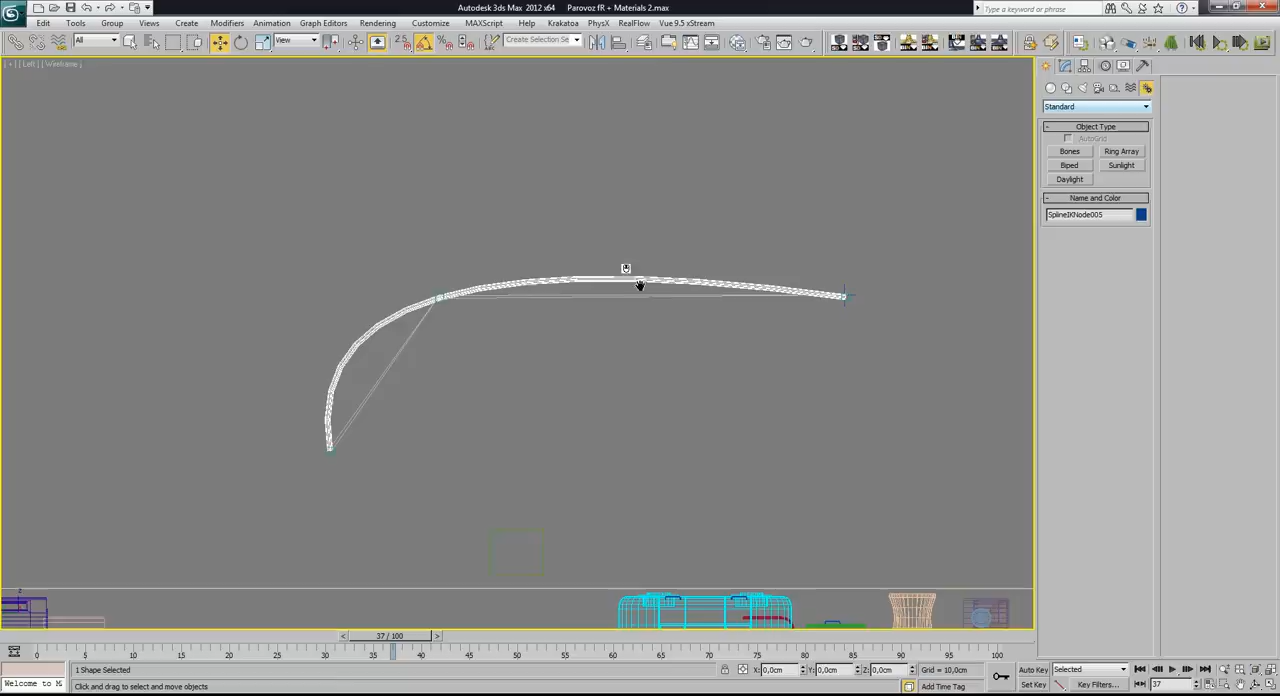 Autodesk 3ds Max 2012 x64    Parovoz fR + Materials 2.max
Type a keyword or phrase
Edit Tools Group Views Create Modifiers Animation Graph Editors Rendering Customize MAXScript Help Krakatoa PhysX RealFlow Vue 9.5 xStream
All View 2.5 Create Selection Se
[ + ] [ Left ] [ Wireframe ]
Standard
- Object Type
AutoGrid
Bones Ring Array
Biped Sunlight
Daylight
- Name and Color
SplineIKNode005
z
< 37 / 100 >
0 5 10 15 20 25 30 35 40 45 50 55 60 65 70 75 80 85 90 95 100
1 Shape Selected X: 0,0cm Y: 0,0cm Z: 0,0cm Grid = 10,0cm Auto Key Selected
Welcome to M Click and drag to select and move objects Add Time Tag Set Key Key Filters... 37